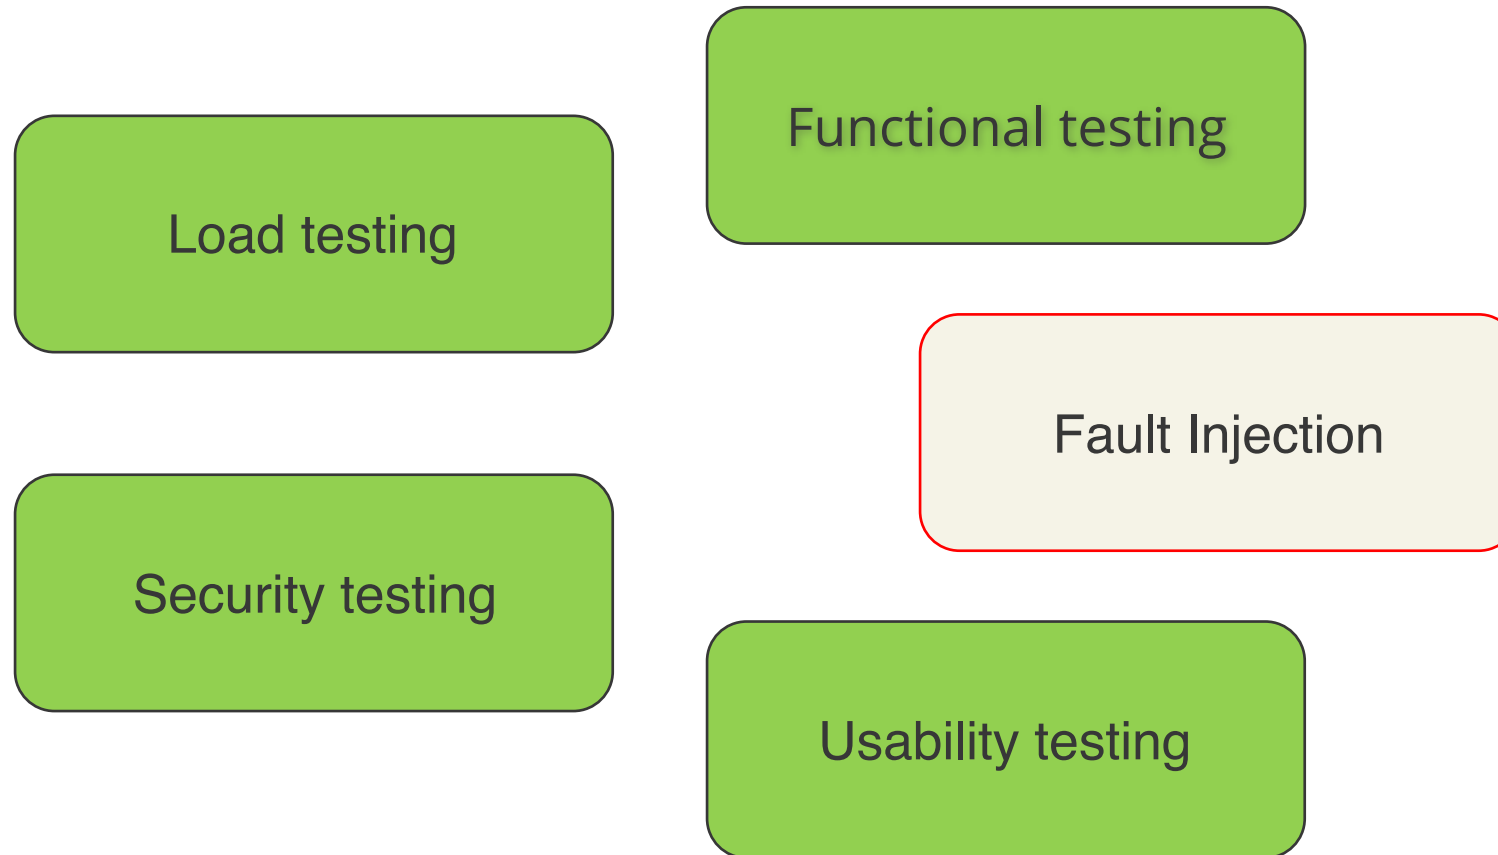 Functional testing
Load testing
Fault Injection
Security testing
Usability testing